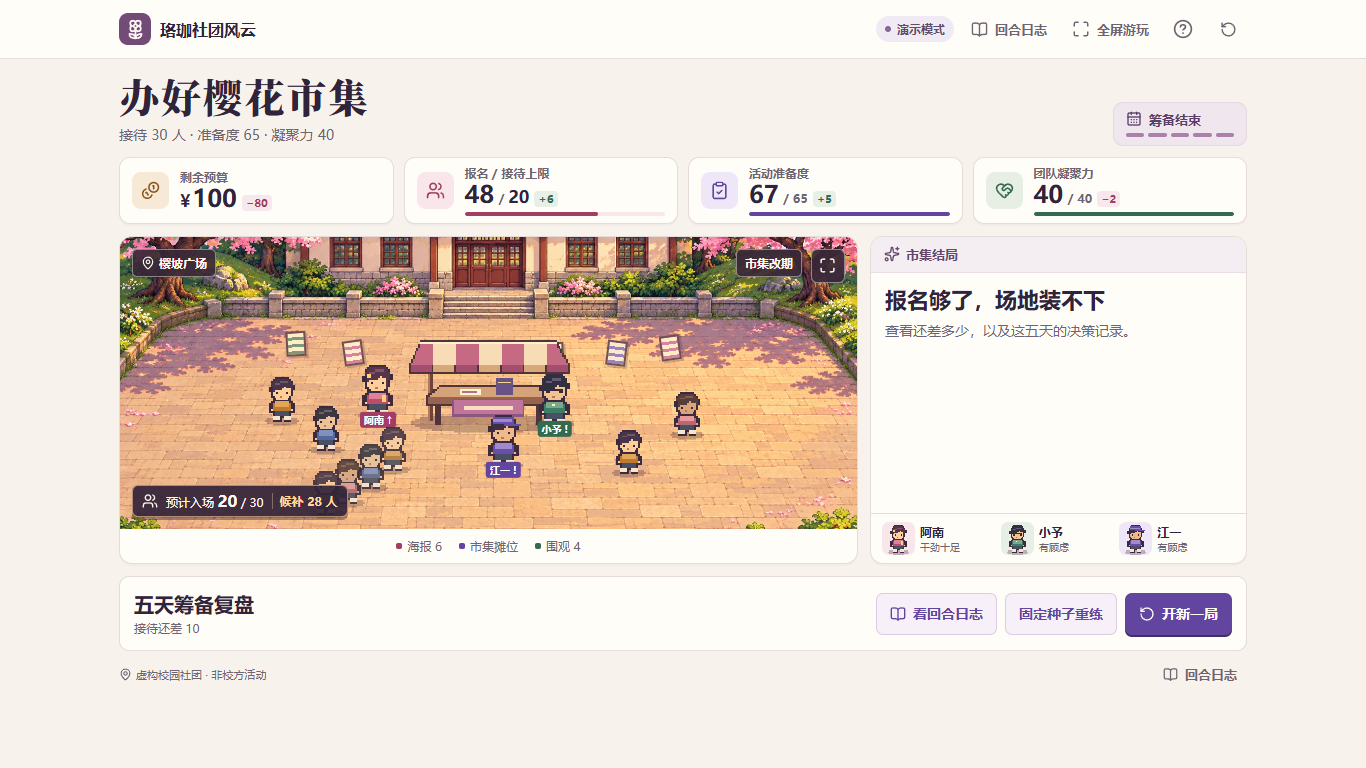 珞珈社团风云
演示模式
回合日志
全屏游玩
办好樱花市集
接待 30 人 · 准备度 65 · 凝聚力 40
筹备结束
剩余预算
¥100 −80
报名 / 接待上限
48 / 20 +6
活动准备度
67 / 65 +5
团队凝聚力
40 / 40 −2
樱坡广场
市集改期
阿南↑
小予！
江一！
预计入场 20 / 30 候补 28 人
海报 6
市集摊位
围观 4
市集结局
报名够了，场地装不下
查看还差多少，以及这五天的决策记录。
阿南
干劲十足
小予
有顾虑
江一
有顾虑
五天筹备复盘
接待还差 10
看回合日志
固定种子重练
开新一局
虚构校园社团 · 非校方活动
回合日志